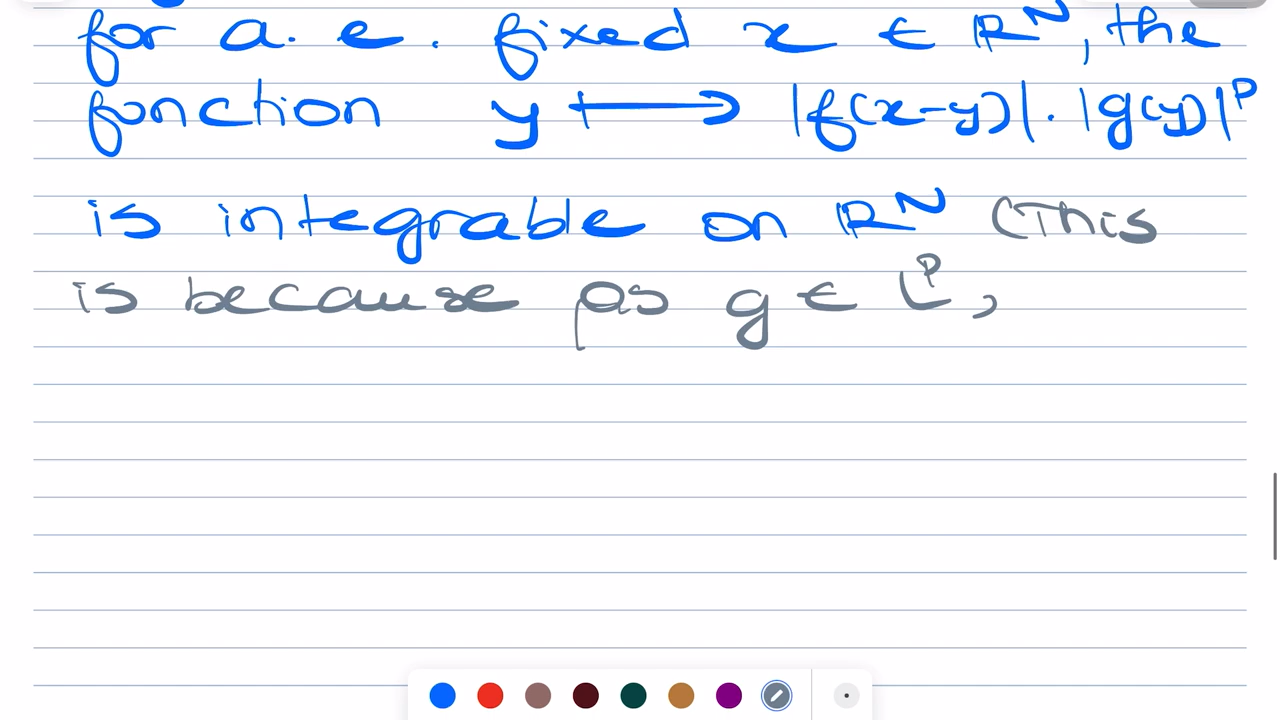 for a.e. fixed x ∈ ℝᴺ, the
function y ⟼ |f(x-y)|·|g(y)|ᵖ
is integrable on ℝᴺ (This
is because as g ∈ Lᵖ,